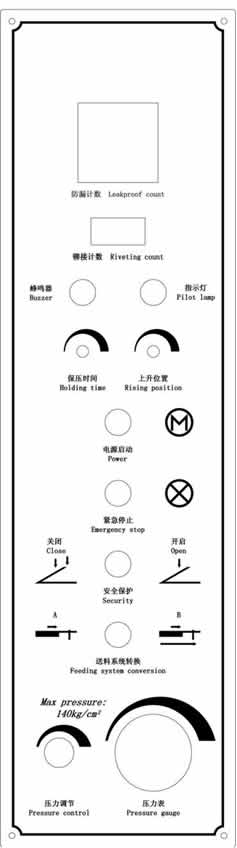 防漏计数 Leakproof count
铆接计数 Riveting count
蜂鸣器 指示灯
Buzzer Pilot lamp
保压时间 上升位置
Holding time Rising position
M
电源启动
Power
紧急停止
Emergency stop
关闭 开启
Close Open
安全保护
Security
A B
送料系统转换
Feeding system conversion
Max pressure:
140kg/cm²
压力调节 压力表
Pressure control Pressure gauge